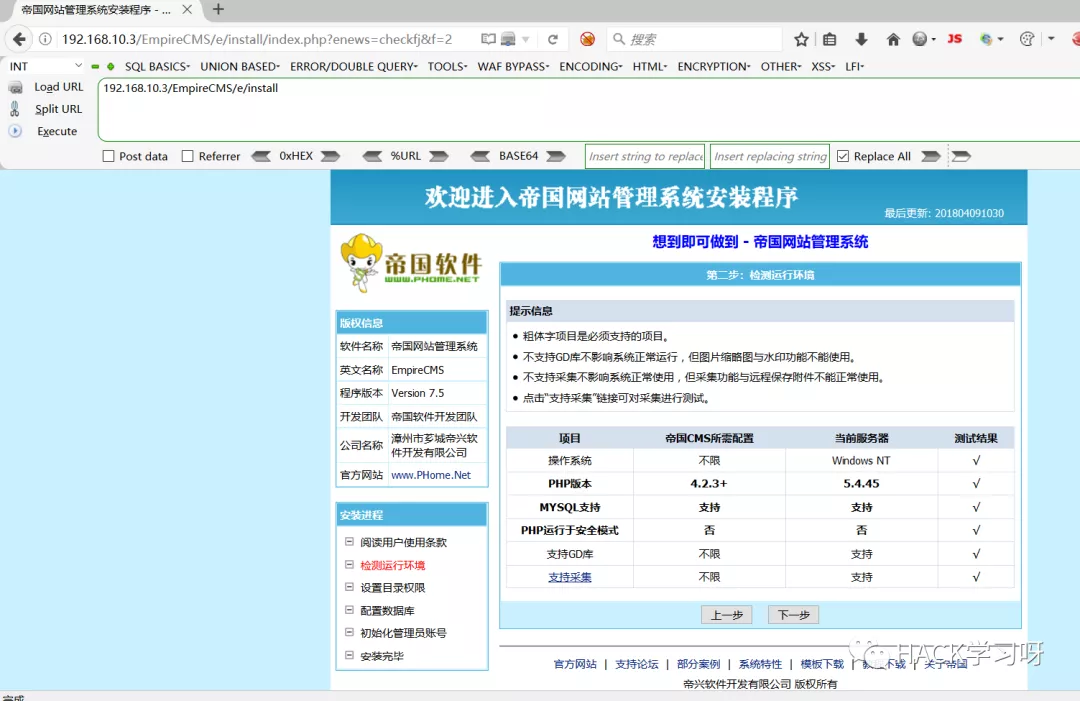 帝国网站管理系统安装程序 - ...
192.168.10.3/EmpireCMS/e/install/index.php?enews=checkfj&f=2
搜索
JS
INT
SQL BASICS
UNION BASED
ERROR/DOUBLE QUERY
TOOLS
WAF BYPASS
ENCODING
HTML
ENCRYPTION
OTHER
XSS
LFI
Load URL
Split URL
Execute
192.168.10.3/EmpireCMS/e/install
Post data
Referrer
0xHEX
%URL
BASE64
Insert string to replace
Insert replacing string
Replace All
欢迎进入帝国网站管理系统安装程序
最后更新: 201804091030
帝国软件
WWW.PHOME.NET
想到即可做到 - 帝国网站管理系统
版权信息
软件名称 帝国网站管理系统
英文名称 EmpireCMS
程序版本 Version 7.5
开发团队 帝国软件开发团队
公司名称 漳州市芗城帝兴软
件开发有限公司
官方网站 www.PHome.Net
安装进程
阅读用户使用条款
检测运行环境
设置目录权限
配置数据库
初始化管理员账号
安装完毕
第二步：检测运行环境
提示信息
粗体字项目是必须支持的项目。
不支持GD库不影响系统正常运行，但图片缩略图与水印功能不能使用。
不支持采集不影响系统正常使用，但采集功能与远程保存附件不能正常使用。
点击“支持采集”链接可对采集进行测试。
项目 帝国CMS所需配置 当前服务器 测试结果
操作系统 不限 Windows NT √
PHP版本 4.2.3+ 5.4.45 √
MYSQL支持 支持 支持 √
PHP运行于安全模式 否 否 √
支持GD库 不限 支持 √
支持采集 不限 支持 √
上一步 下一步
官方网站 | 支持论坛 | 部分案例 | 系统特性 | 模板下载 | 教程下载 | 关于帝国
帝兴软件开发有限公司 版权所有
HACK学习呀
完成